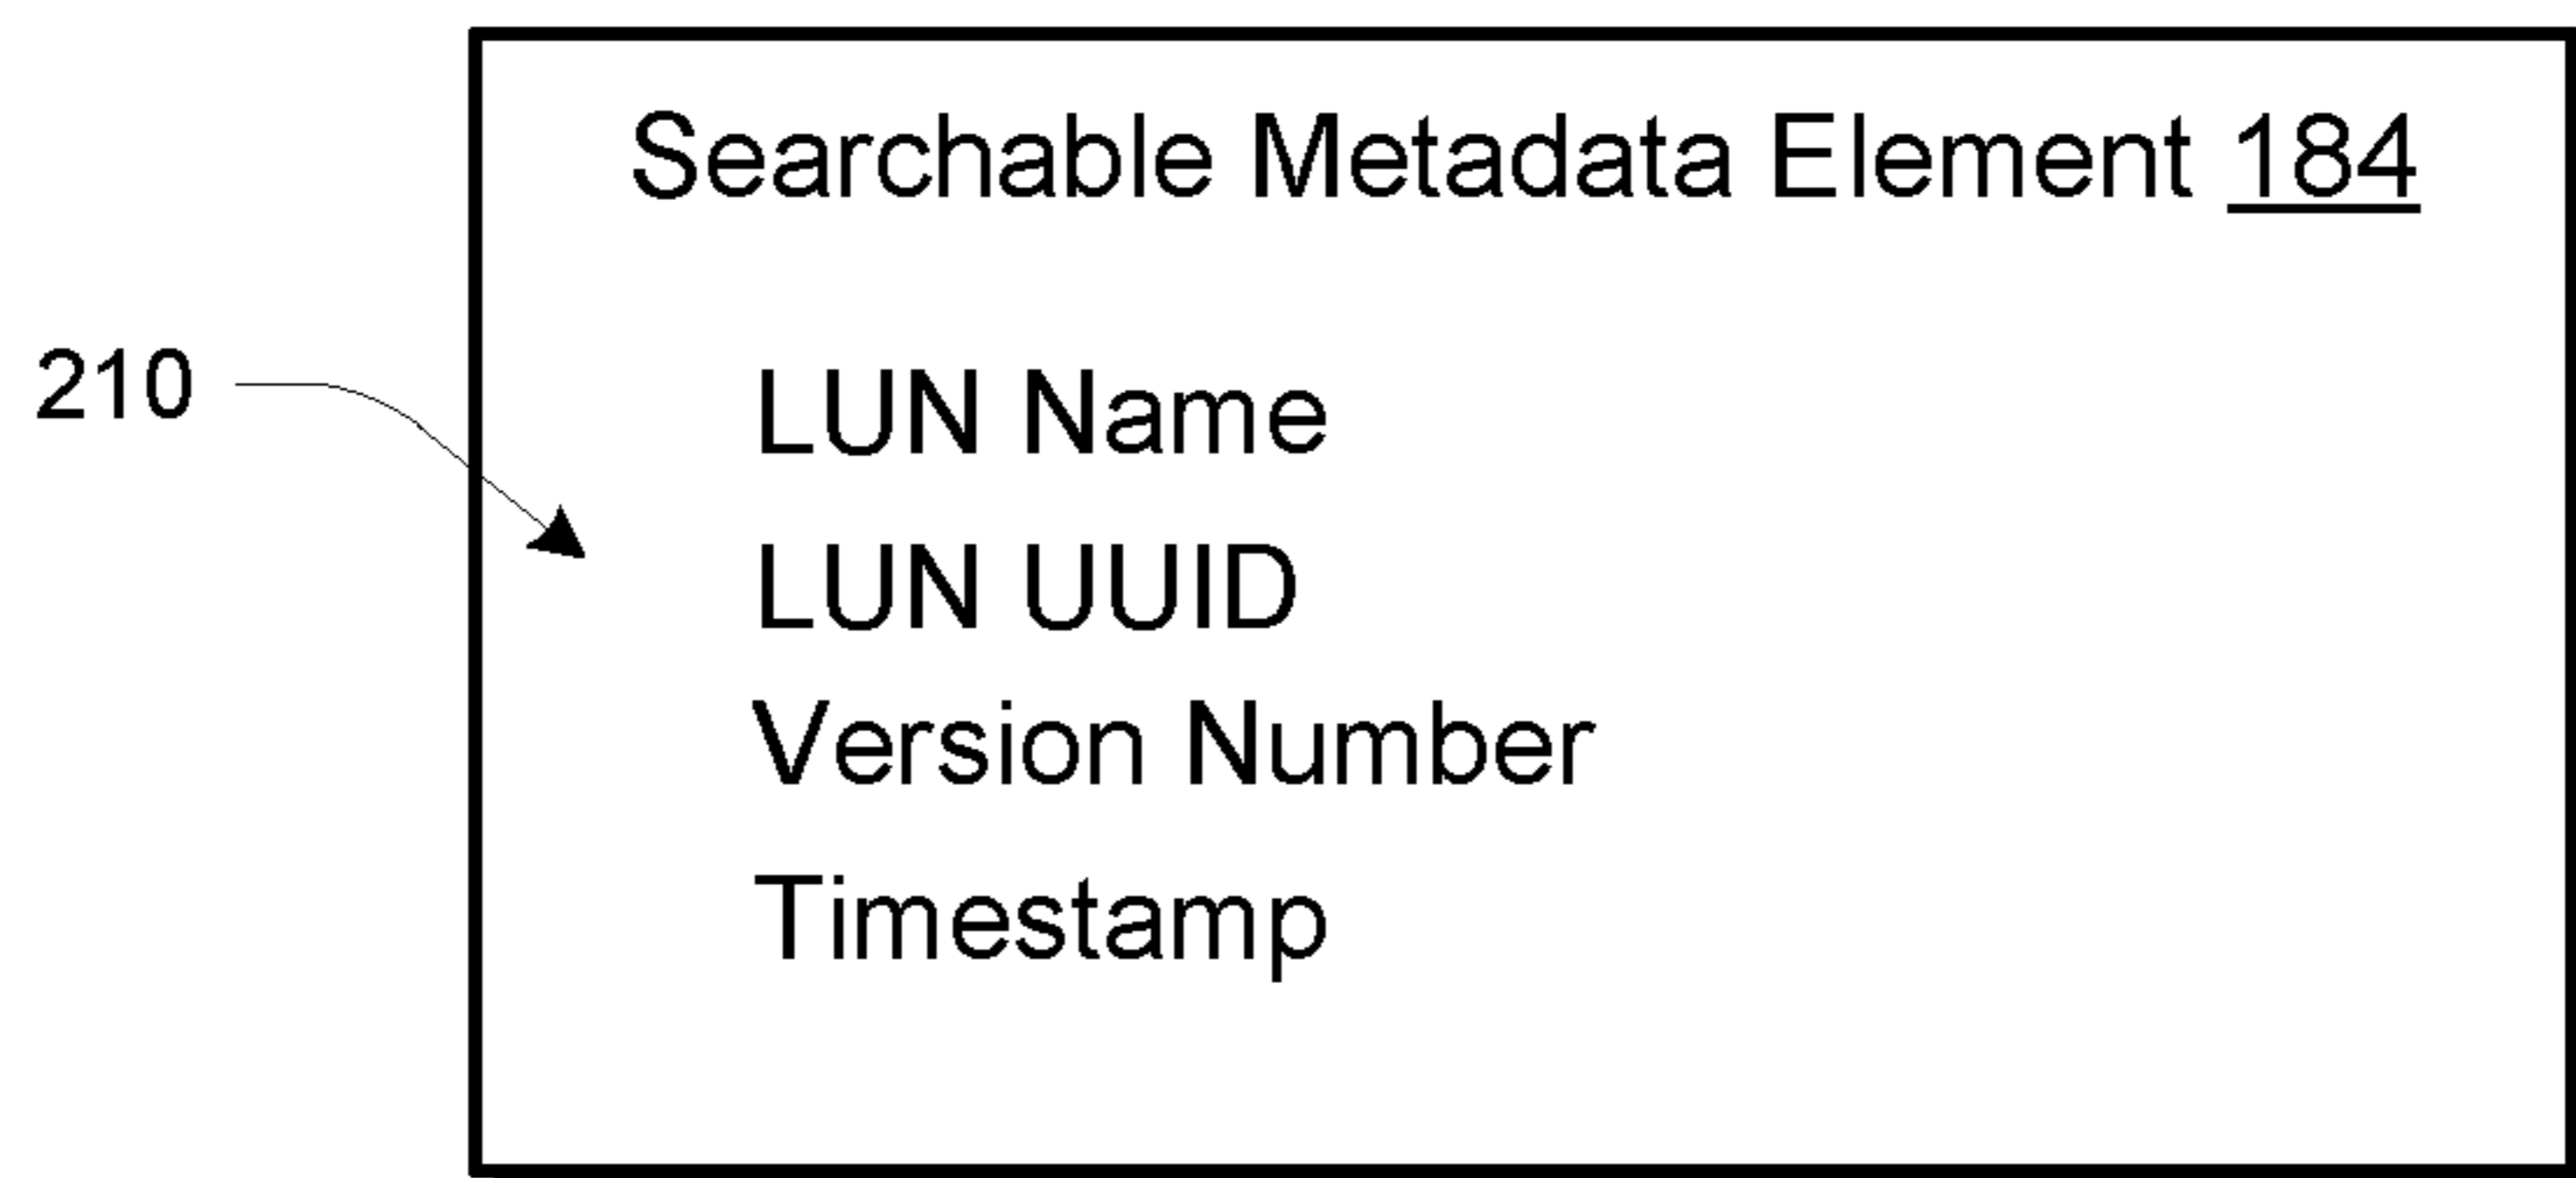 Searchable Metadata Element 184
210
LUN Name
LUN UUID
Version Number
Timestamp